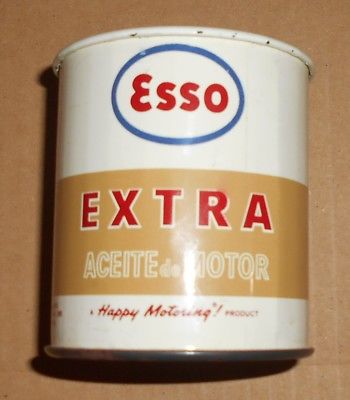 Esso
EXTRA
ACEITE de MOTOR
A "Happy Motoring"! PRODUCT